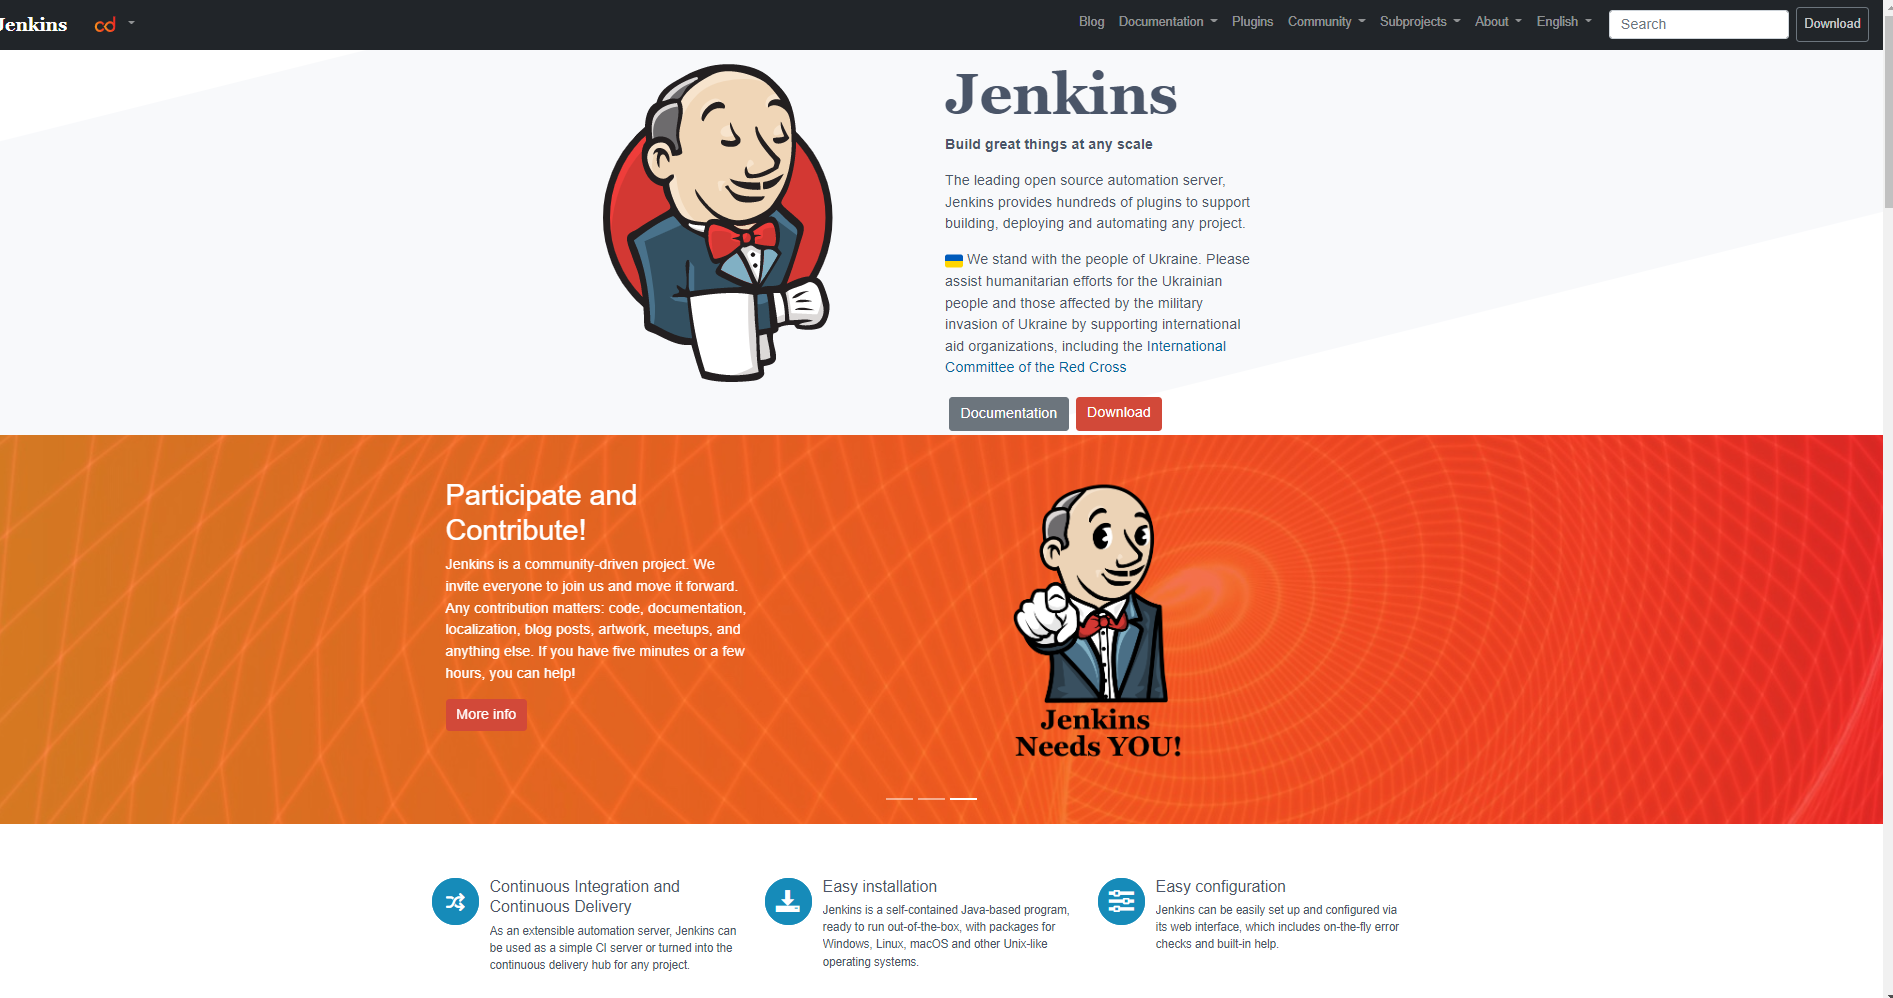 Jenkins
cd
Blog Documentation Plugins Community Subprojects About English Search Download
Jenkins
Build great things at any scale
The leading open source automation server,
Jenkins provides hundreds of plugins to support
building, deploying and automating any project.
We stand with the people of Ukraine. Please
assist humanitarian efforts for the Ukrainian
people and those affected by the military
invasion of Ukraine by supporting international
aid organizations, including the International
Committee of the Red Cross
Documentation Download
Participate and
Contribute!
Jenkins is a community-driven project. We
invite everyone to join us and move it forward.
Any contribution matters: code, documentation,
localization, blog posts, artwork, meetups, and
anything else. If you have five minutes or a few
hours, you can help!
More info
Jenkins
Needs YOU!
Continuous Integration and
Continuous Delivery
As an extensible automation server, Jenkins can
be used as a simple CI server or turned into the
continuous delivery hub for any project.
Easy installation
Jenkins is a self-contained Java-based program,
ready to run out-of-the-box, with packages for
Windows, Linux, macOS and other Unix-like
operating systems.
Easy configuration
Jenkins can be easily set up and configured via
its web interface, which includes on-the-fly error
checks and built-in help.